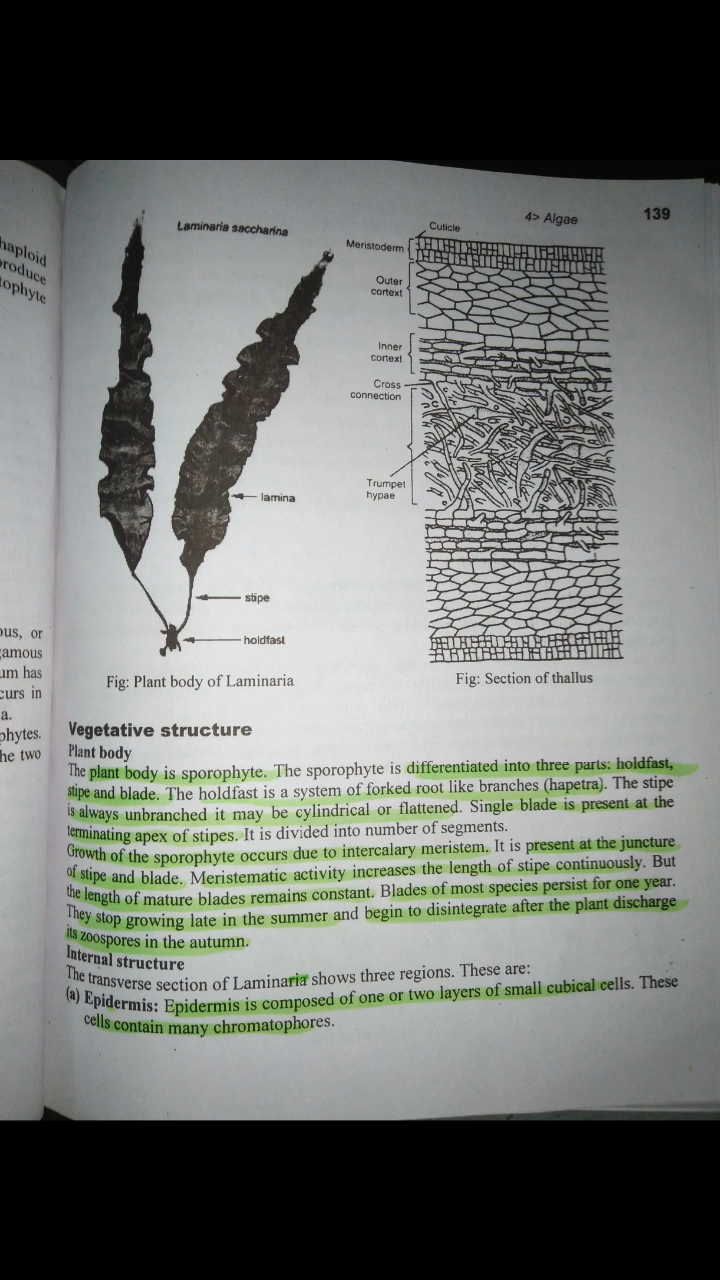 haploid
produce
tophyte
ous, or
gamous
um has
curs in
a.
phytes.
he two
4> Algae 139
Laminaria saccharina
lamina
stipe
holdfast
Fig: Plant body of Laminaria
Cuticle
Meristoderm
Outer
cortex
Inner
cortex
Cross
connection
Trumpet
hypae
Fig: Section of thallus
Vegetative structure
Plant body
The plant body is sporophyte. The sporophyte is differentiated into three parts: holdfast,
stipe and blade. The holdfast is a system of forked root like branches (hapetra). The stipe
is always unbranched it may be cylindrical or flattened. Single blade is present at the
terminating apex of stipes. It is divided into number of segments.
Growth of the sporophyte occurs due to intercalary meristem. It is present at the juncture
of stipe and blade. Meristematic activity increases the length of stipe continuously. But
the length of mature blades remains constant. Blades of most species persist for one year.
They stop growing late in the summer and begin to disintegrate after the plant discharge
its zoospores in the autumn.
Internal structure
The transverse section of Laminaria shows three regions. These are:
(a) Epidermis: Epidermis is composed of one or two layers of small cubical cells. These
cells contain many chromatophores.